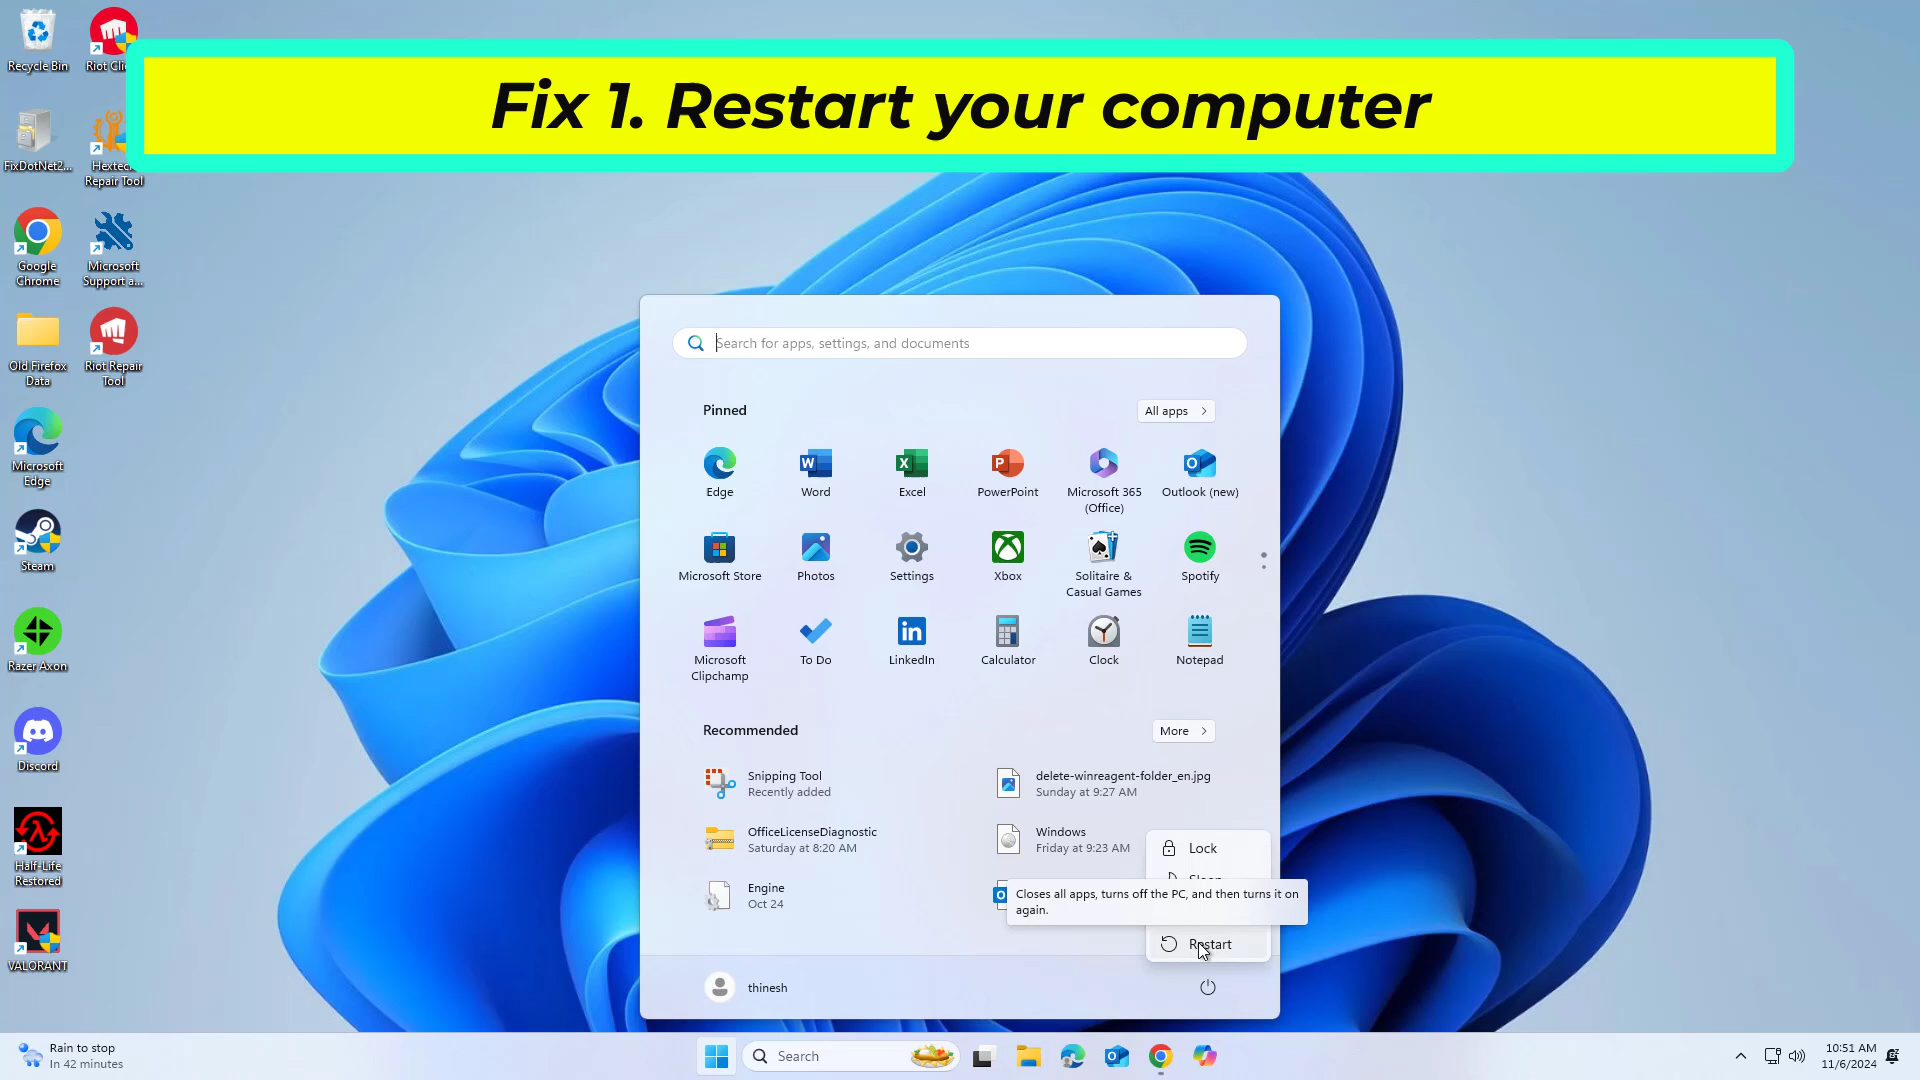 Fix 1. Restart your computer
Recycle Bin
FixDotNet2...
Hextech
Repair Tool
Google
Chrome
Microsoft
Support a...
Old Firefox
Data
Riot Repair
Tool
Microsoft
Edge
Steam
Razer Axon
Discord
Half-Life
Restored
VALORANT
Search for apps, settings, and documents
Pinned
All apps
Edge
Word
Excel
PowerPoint
Microsoft 365
(Office)
Outlook (new)
Microsoft Store
Photos
Settings
Xbox
Solitaire &
Casual Games
Spotify
Microsoft
Clipchamp
To Do
LinkedIn
Calculator
Clock
Notepad
Recommended
More
Snipping Tool
Recently added
delete-winreagent-folder_en.jpg
Sunday at 9:27 AM
OfficeLicenseDiagnostic
Saturday at 8:20 AM
Windows
Friday at 9:23 AM
Engine
Oct 24
Lock
Closes all apps, turns off the PC, and then turns it on
again.
Restart
thinesh
Rain to stop
In 42 minutes
Search
10:51 AM
11/6/2024